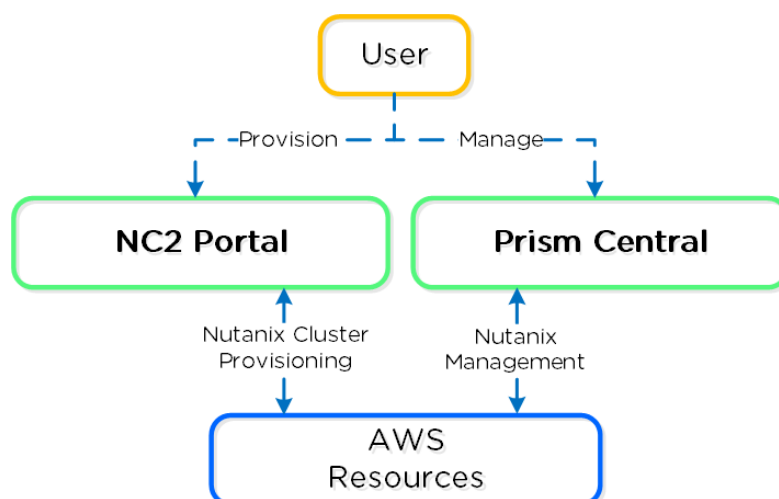 User
Provision
Manage
NC2 Portal
Prism Central
Nutanix Cluster
Provisioning
Nutanix
Management
AWS
Resources